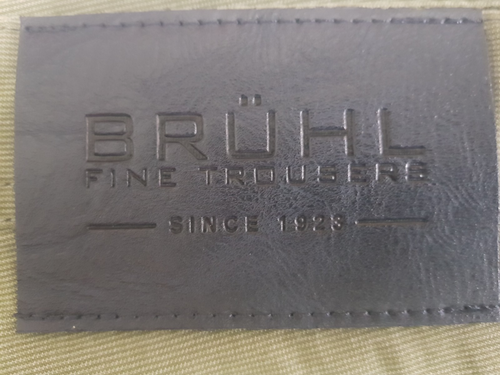 BRÜHL
FINE TROUSERS
SINCE 1923